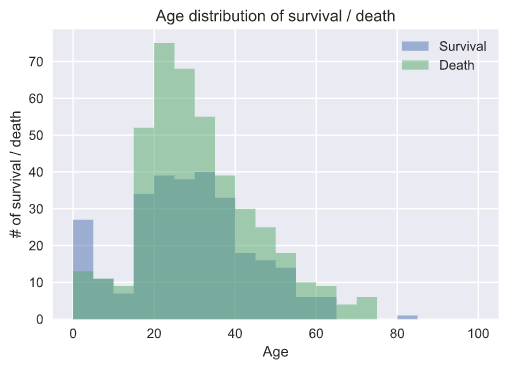 Age distribution of survival / death
Survival
Death
# of survival / death
70
60
50
40
30
20
10
0
0 20 40 60 80 100
Age